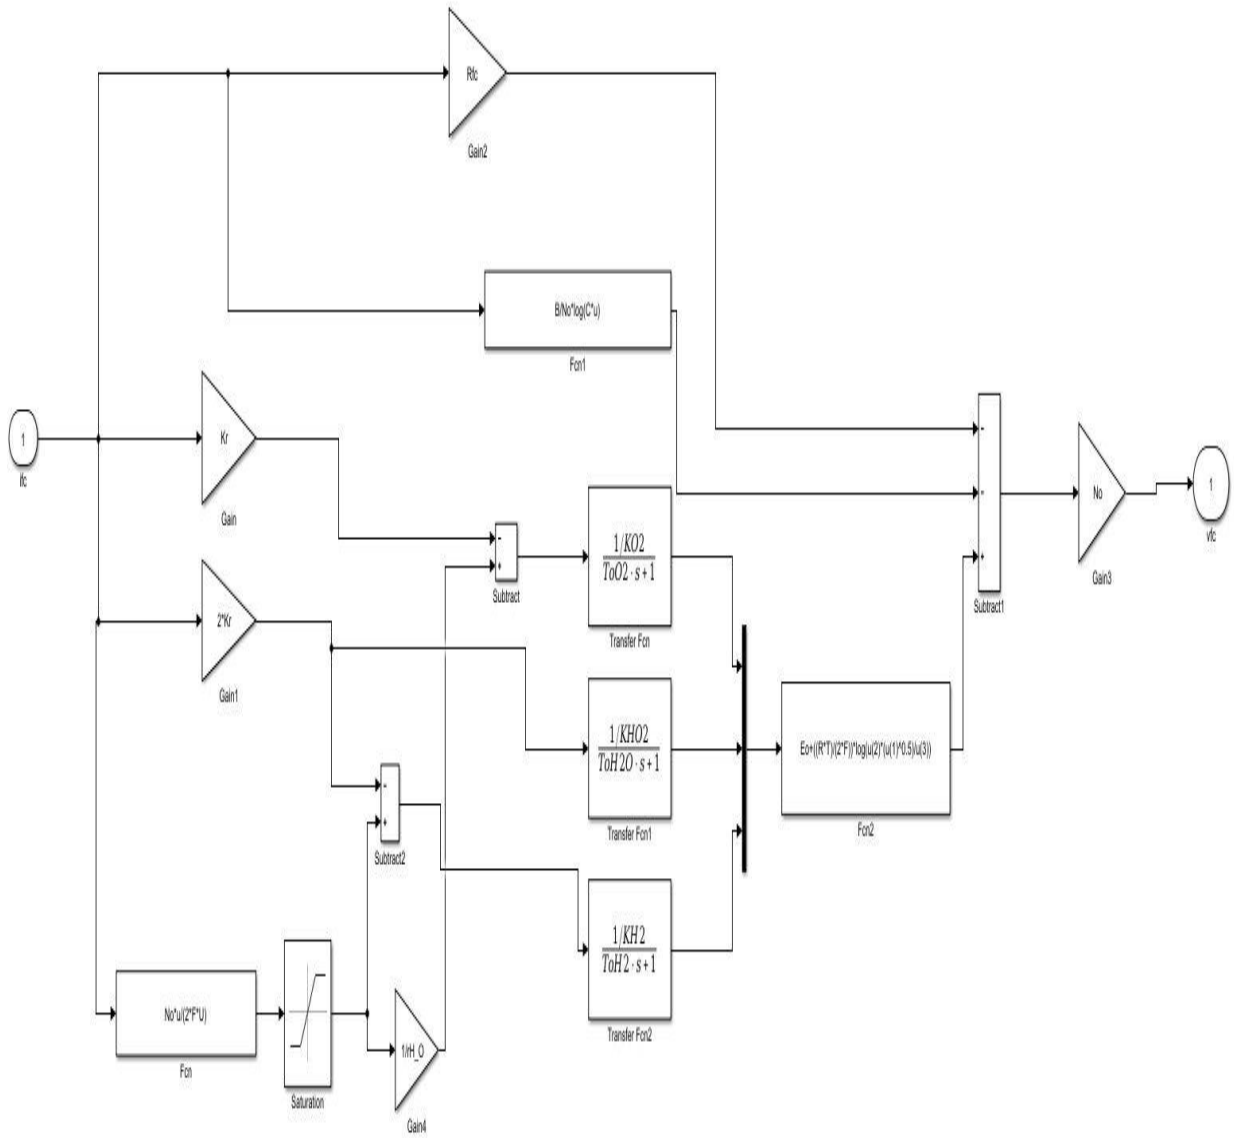 Rfc
Gain2
B/No*log(C*u)
Fcn1
1
ifc
Kr
Gain
-
-
+
Subtract1
No
Gain3
1
vfc
-
+
Subtract
1/KO2
ToO2·s+1
Transfer Fcn
2*Kr
Gain1
1/KHO2
ToH2O·s+1
Transfer Fcn1
Eo+((R*T)/(2*F))*log(u(2)*(u(1)^0.5)/u(3))
Fcn2
-
+
Subtract2
1/KH2
ToH2·s+1
Transfer Fcn2
No*u/(2*F*U)
Fcn
Saturation
1/rH_O
Gain4